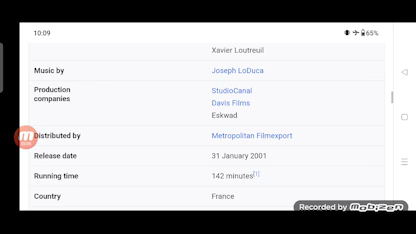 10:09
65%
Xavier Loutreuil
Music by Joseph LoDuca
Production companies StudioCanal
Davis Films
Eskwad
Distributed by Metropolitan Filmexport
Release date 31 January 2001
Running time 142 minutes[1]
Country France
Recorded by Mobizen